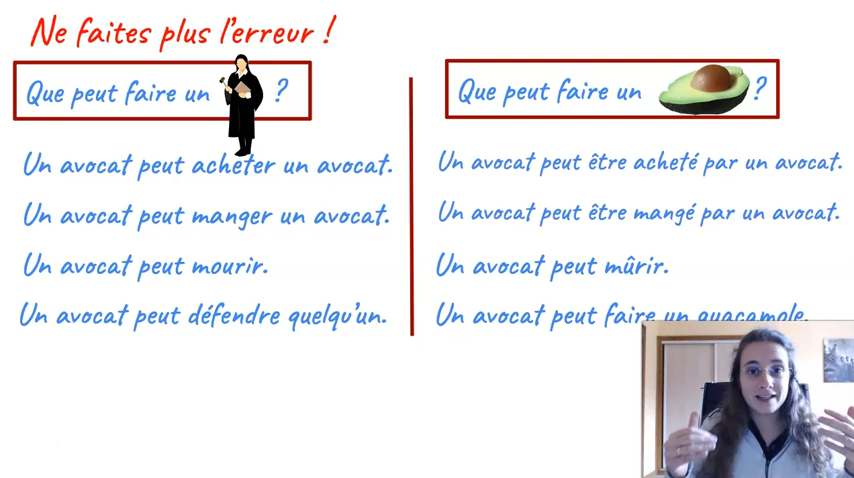 Ne faites plus l'erreur !
Que peut faire un ?
Un avocat peut acheter un avocat.
Un avocat peut manger un avocat.
Un avocat peut mourir.
Un avocat peut défendre quelqu'un.
Que peut faire un ?
Un avocat peut être acheté par un avocat.
Un avocat peut être mangé par un avocat.
Un avocat peut mûrir.
Un avocat peut faire un guacamole.